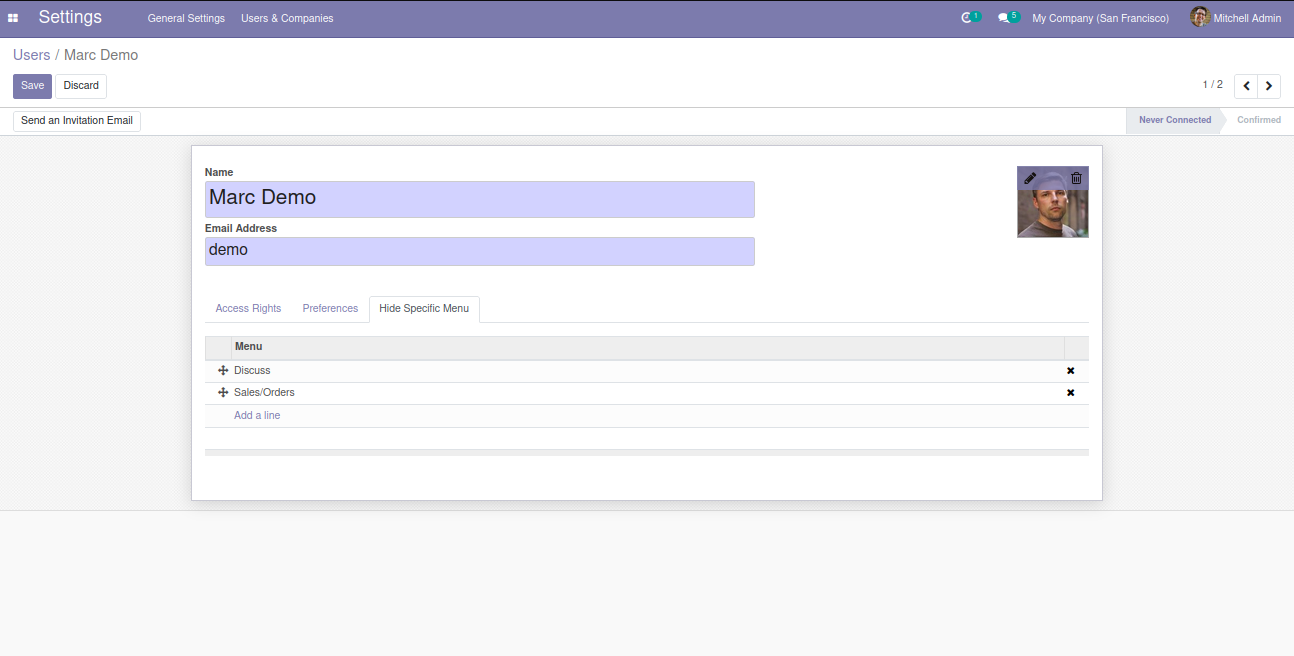 Settings General Settings Users & Companies 1 5 My Company (San Francisco) Mitchell Admin
Users / Marc Demo
Save Discard 1 / 2
Send an Invitation Email Never Connected Confirmed
Name
Marc Demo
Email Address
demo
Access Rights Preferences Hide Specific Menu
Menu
Discuss
Sales/Orders
Add a line